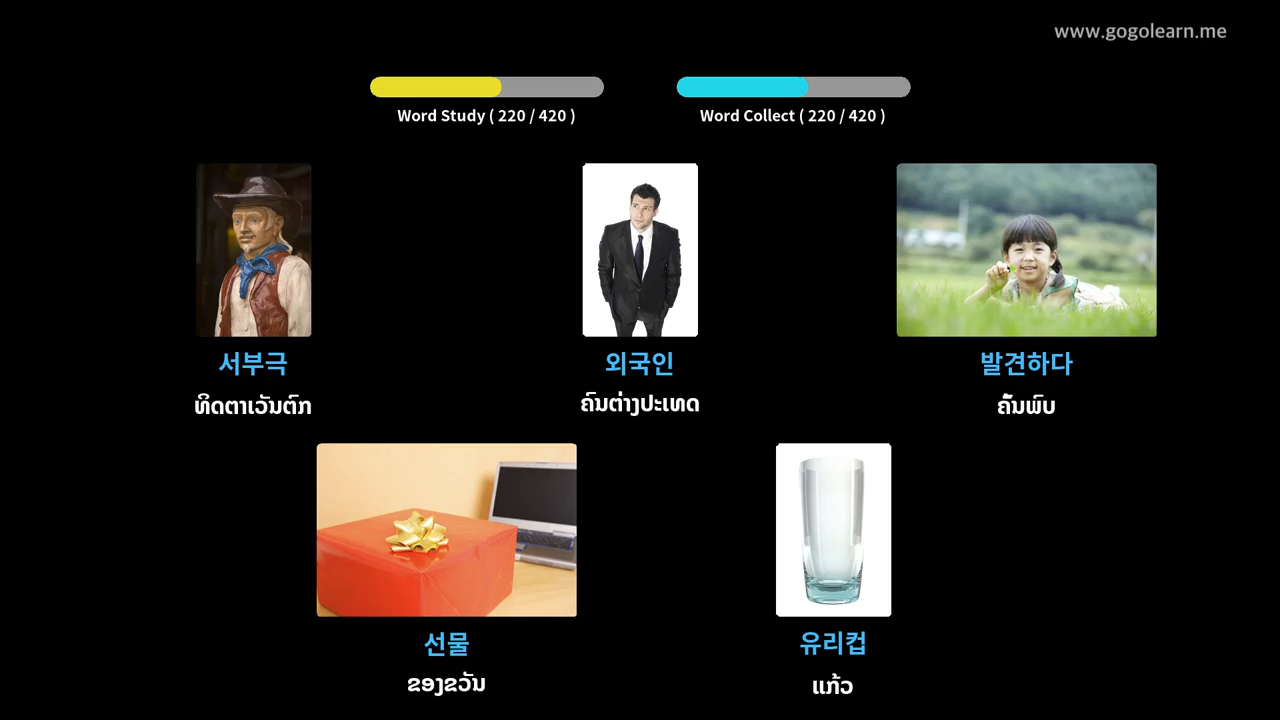 www.gogolearn.me
Word Study ( 220 / 420 )
Word Collect ( 220 / 420 )
서부극
ທິດຕາເວັນຕົກ
외국인
ຄົນຕ່າງປະເທດ
발견하다
ຄົ້ນພົບ
선물
ຂອງຂວັນ
유리컵
ແກ້ວ